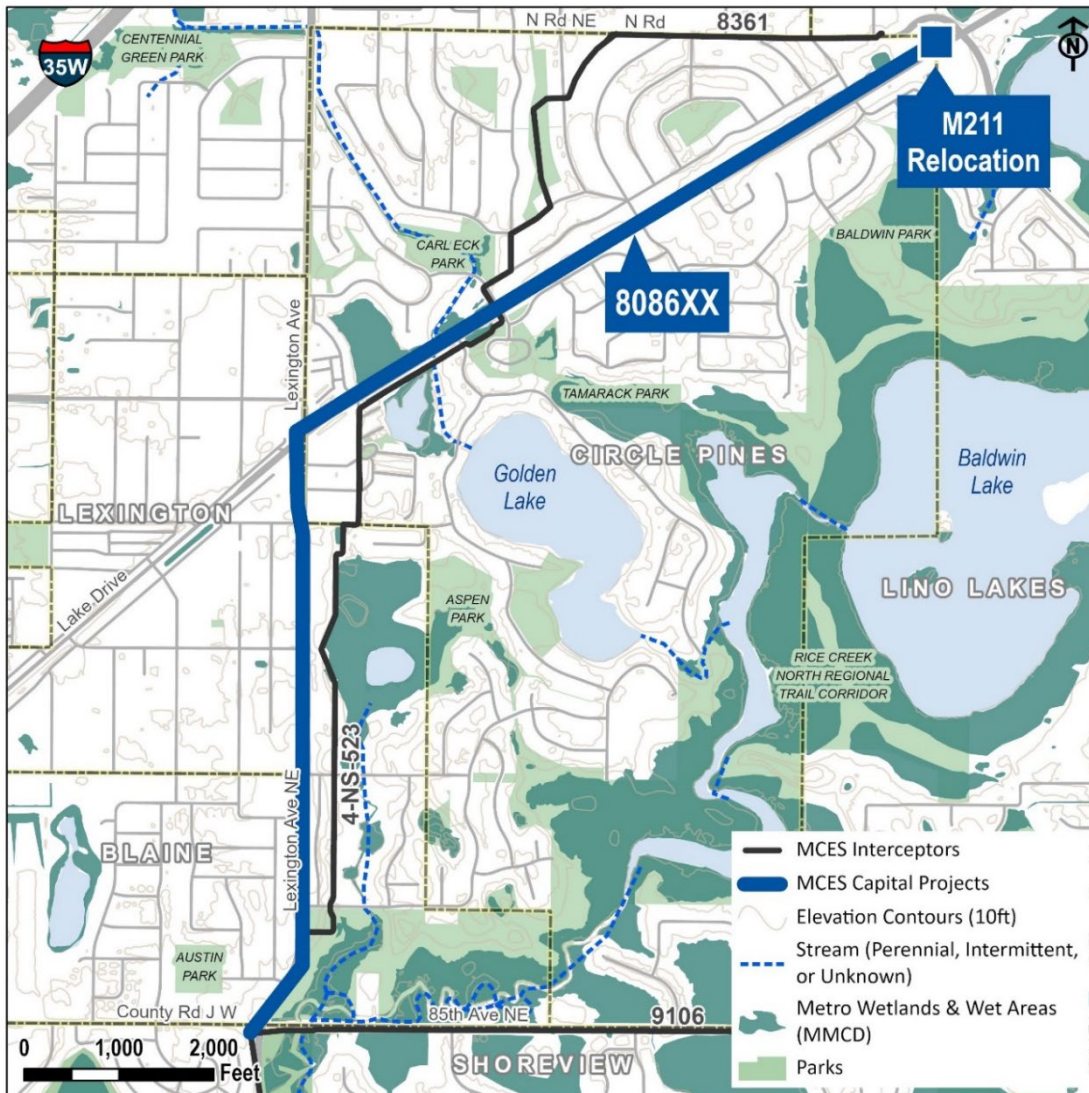 N Rd NE
N Rd
8361
CENTENNIAL
GREEN PARK
35W
N
M211
Relocation
BALDWIN PARK
CARL ECK
PARK
8086XX
Lexington Ave
TAMARACK PARK
CIRCLE PINES
Golden
Lake
Baldwin
Lake
LEXINGTON
Lake Drive
LINO LAKES
ASPEN
PARK
RICE CREEK
NORTH REGIONAL
TRAIL CORRIDOR
4-NS-523
Lexington Ave NE
BLAINE
AUSTIN
PARK
County Rd J W
85th Ave NE
9106
SHOREVIEW
0 1,000 2,000
Feet
MCES Interceptors
MCES Capital Projects
Elevation Contours (10ft)
Stream (Perennial, Intermittent,
or Unknown)
Metro Wetlands & Wet Areas
(MMCD)
Parks